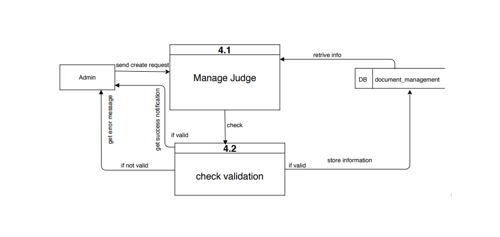 4.1
retrive info
send create request
Admin
Manage Judge
DB
document_management
get error message
get success notification
check
if valid
4.2
if not valid
check validation
if valid
store information